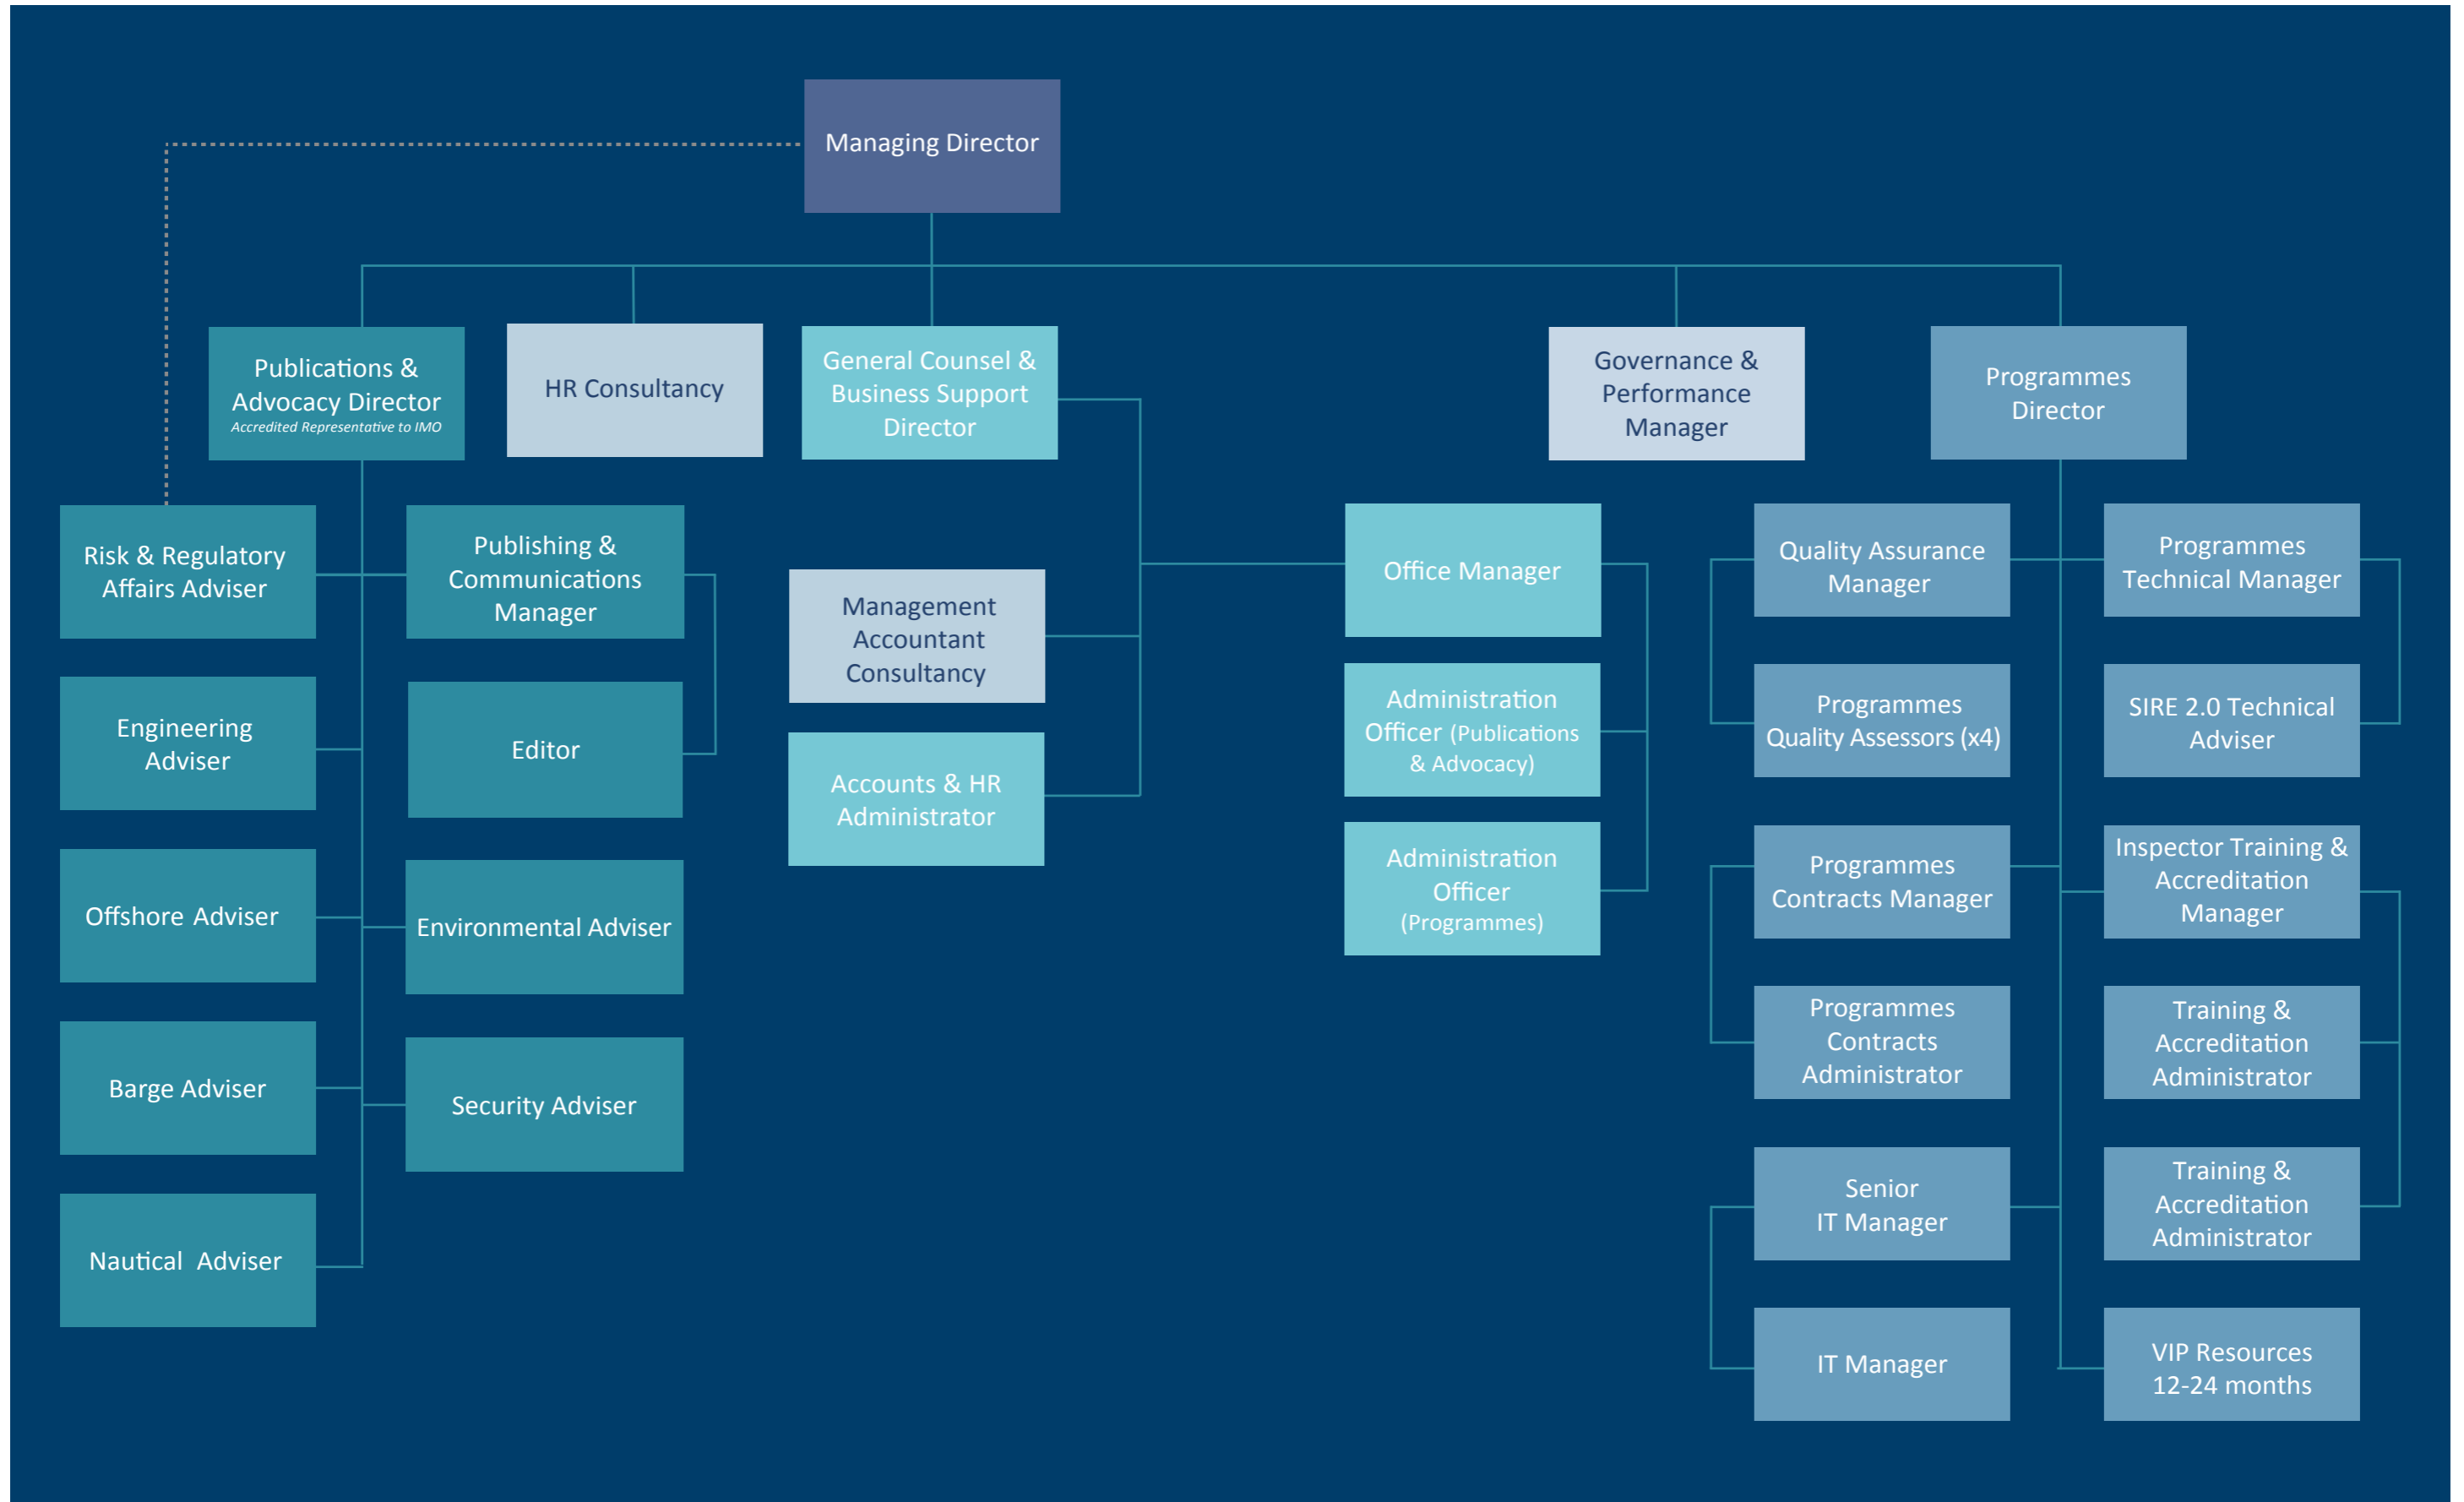 Managing Director
Publications &
Advocacy Director
Accredited Representative to IMO
HR Consultancy
General Counsel &
Business Support
Director
Governance &
Performance
Manager
Programmes
Director
Risk & Regulatory
Affairs Adviser
Publishing &
Communications
Manager
Engineering
Adviser
Editor
Offshore Adviser
Environmental Adviser
Barge Adviser
Security Adviser
Nautical Adviser
Management
Accountant
Consultancy
Accounts & HR
Administrator
Office Manager
Administration
Officer (Publications
& Advocacy)
Administration
Officer
(Programmes)
Quality Assurance
Manager
Programmes
Technical Manager
Programmes
Quality Assessors (x4)
SIRE 2.0 Technical
Adviser
Programmes
Contracts Manager
Inspector Training &
Accreditation
Manager
Programmes
Contracts
Administrator
Training &
Accreditation
Administrator
Senior
IT Manager
Training &
Accreditation
Administrator
IT Manager
VIP Resources
12-24 months